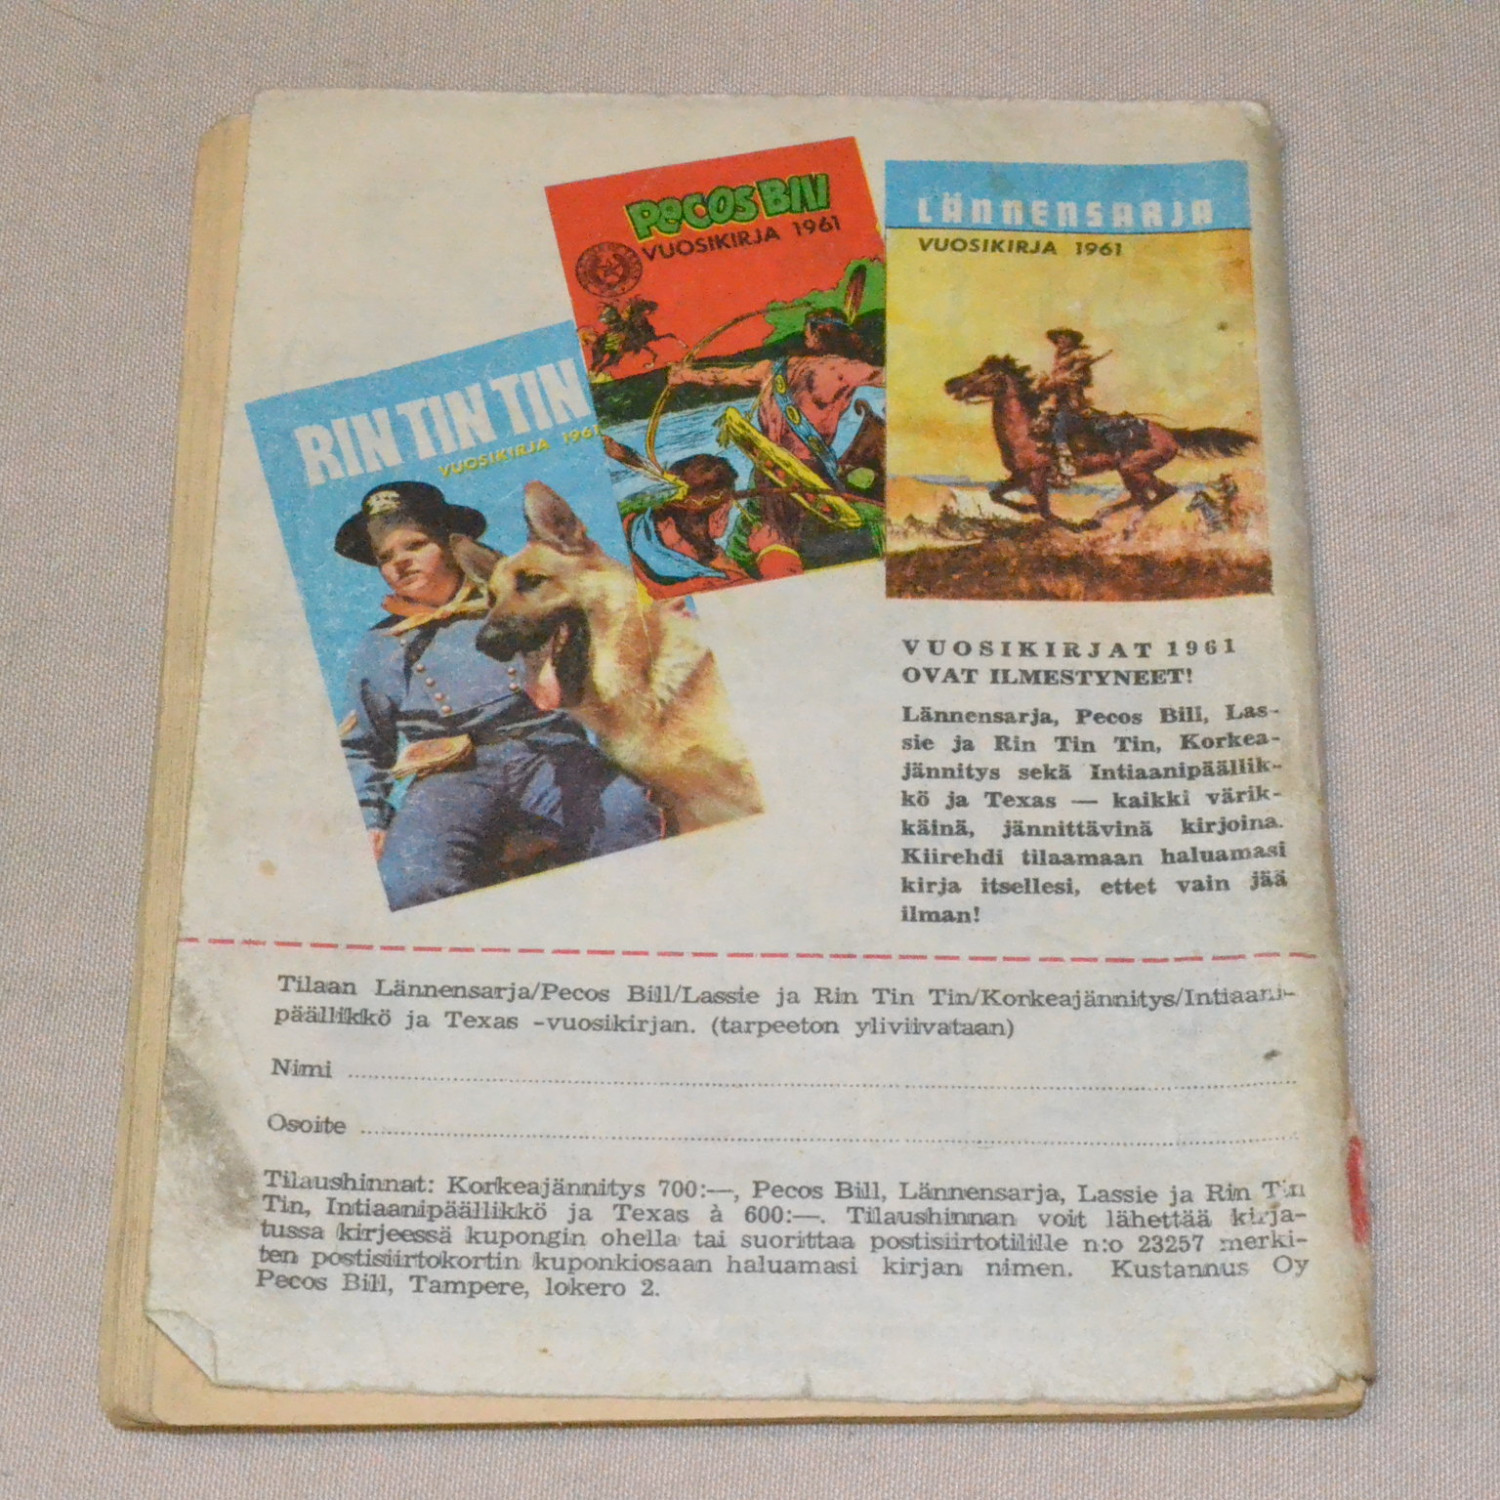 PECOS BILL
VUOSIKIRJA 1961
LÄNNENSARJA
VUOSIKIRJA 1961
RIN TIN TIN
VUOSIKIRJA 1961
VUOSIKIRJAT 1961
OVAT ILMESTYNEET!
Lännensarja, Pecos Bill, Las-
sie ja Rin Tin Tin, Korkea-
jännitys sekä Intiaanipäällik-
kö ja Texas — kaikki värik-
käinä, jännittävinä kirjoina.
Kiirehdi tilaamaan haluamasi
kirja itsellesi, ettet vain jää
ilman!
Tilaan Lännensarja/Pecos Bill/Lassie ja Rin Tin Tin/Korkeajännitys/Intiaani-
päällikkö ja Texas -vuosikirjan. (tarpeeton yliviivataan)
Nimi
Osoite
Tilaushinnat: Korkeajännitys 700:—, Pecos Bill, Lännensarja, Lassie ja Rin Tin
Tin, Intiaanipäällikkö ja Texas à 600:—. Tilaushinnan voit lähettää kirja-
tussa kirjeessä kupongin ohella tai suorittaa postisiirtotilille n:o 23257 merki-
ten postisiirtokortin kuponkiosaan haluamasi kirjan nimen. Kustannus Oy
Pecos Bill, Tampere, lokero 2.